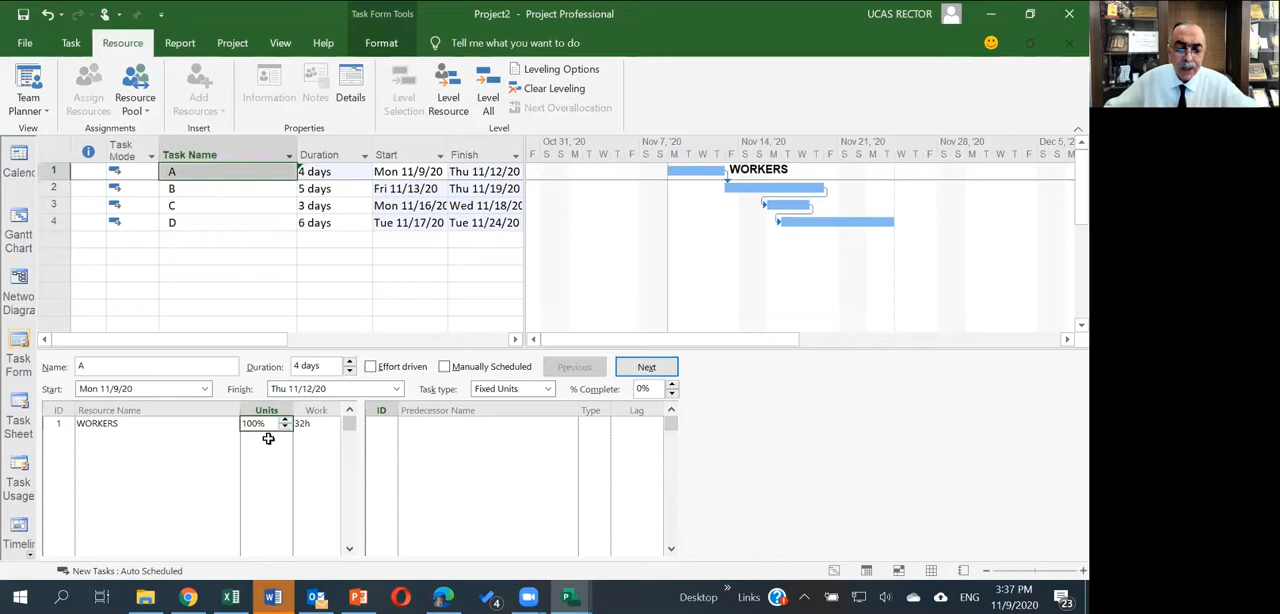 Task Form Tools
Project2 - Project Professional
UCAS RECTOR
File
Task
Resource
Report
Project
View
Help
Format
Tell me what you want to do
Team Planner
Assign Resources
Resource Pool
Add Resources
Information
Notes
Details
Level Selection
Level Resource
Level All
Leveling Options
Clear Leveling
Next Overallocation
View
Assignments
Insert
Properties
Level
Task Mode
Task Name
Duration
Start
Finish
Oct 31, '20
Nov 7, '20
Nov 14, '20
Nov 21, '20
Nov 28, '20
Dec 5, '
F S S M T W T F S S M T W T F S S M T W T F S S M T W T F S S M T W T F S S M
1 A 4 days Mon 11/9/20 Thu 11/12/20 WORKERS
2 B 5 days Fri 11/13/20 Thu 11/19/20
3 C 3 days Mon 11/16/20 Wed 11/18/20
4 D 6 days Tue 11/17/20 Tue 11/24/20
Calenc
Gantt Chart
Netwo Diagra
Task Form
Task Sheet
Task Usage
Timelin
Name: A
Duration: 4 days
Effort driven
Manually Scheduled
Previous
Next
Start: Mon 11/9/20
Finish: Thu 11/12/20
Task type: Fixed Units
% Complete: 0%
ID Resource Name Units Work
1 WORKERS 100% 32h
ID Predecessor Name Type Lag
New Tasks : Auto Scheduled
Desktop
Links
ENG
3:37 PM
11/9/2020
23
4